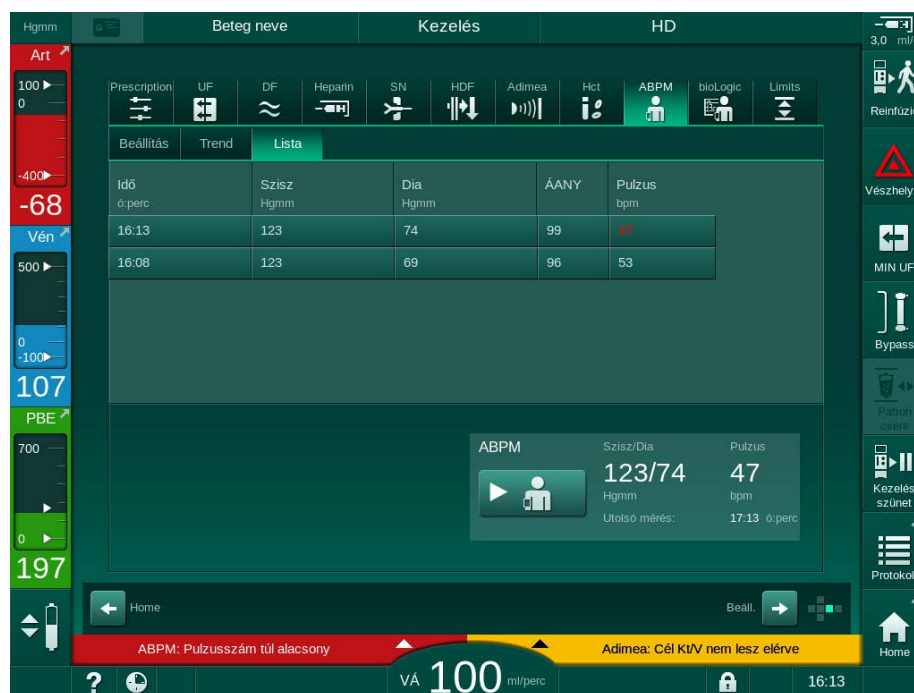 Hgmm
Beteg neve
Kezelés
HD
3,0 ml/
Art
100
0
-400
-68
Vén
500
0
-100
107
PBE
700
0
197
Prescription
UF
DF
Heparin
SN
HDF
Adimea
Hct
ABPM
bioLogic
Limits
Beállítás
Trend
Lista
Idő Szisz Dia ÁANY Pulzus
ó:perc Hgmm Hgmm bpm
16:13 123 74 99 47
16:08 123 69 96 53
ABPM
Szisz/Dia Pulzus
123/74 47
Hgmm bpm
Utolsó mérés: 17:13 ó:perc
Home
Beáll.
ABPM: Pulzusszám túl alacsony
Adimea: Cél Kt/V nem lesz elérve
? VÁ 100 ml/perc 16:13
Reinfúzi
Vészhely
MIN UF
Bypass
Patron
csere
Kezelés
szünet
Protokol
Home